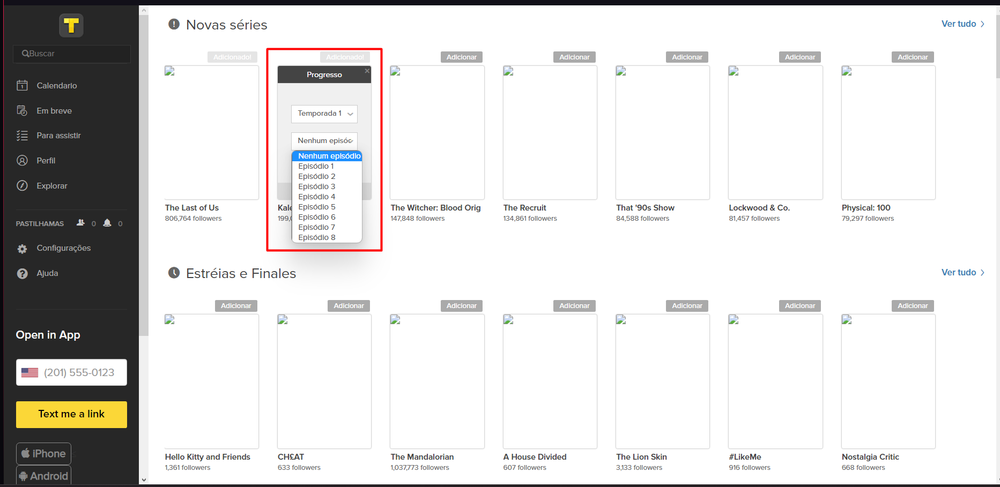 Buscar
Calendario
Em breve
Para assistir
Perfil
Explorar
PASTILHAMAS 0 0
Configurações
Ajuda
Open in App
(201) 555-0123
Text me a link
iPhone
Android
Novas séries
Ver tudo
Adicionado!
Adicionado!
Adicionar
Adicionar
Adicionar
Adicionar
Adicionar
Progresso
Temporada 1
Nenhum episóc
Nenhum episódio
Episódio 1
Episódio 2
Episódio 3
Episódio 4
Episódio 5
Episódio 6
Episódio 7
Episódio 8
The Last of Us
806,764 followers
Kale
199,0
The Witcher: Blood Orig
147,848 followers
The Recruit
134,861 followers
That '90s Show
84,588 followers
Lockwood & Co.
81,457 followers
Physical: 100
79,297 followers
Estréias e Finales
Ver tudo
Adicionar
Adicionar
Adicionar
Adicionar
Adicionar
Adicionar
Adicionar
Hello Kitty and Friends
1,361 followers
CH£AT
633 followers
The Mandalorian
1,037,773 followers
A House Divided
607 followers
The Lion Skin
3,133 followers
#LikeMe
916 followers
Nostalgia Critic
668 followers